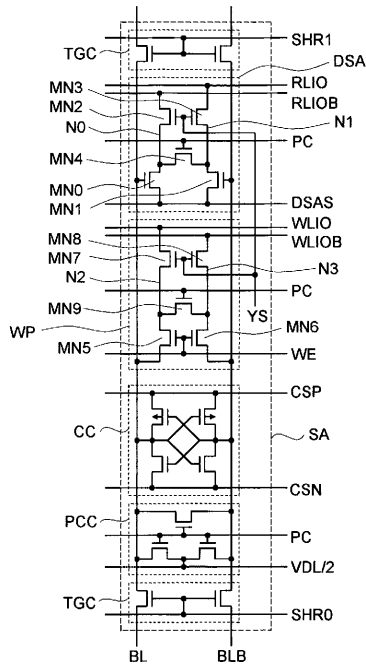 SHR1
TGC
DSA
MN3
RLIO
MN2
RLIOB
N0
N1
PC
MN4
MN0
MN1
DSAS
WLIO
MN8
WLIOB
MN7
N2
N3
PC
MN9
YS
WP
MN6
MN5
WE
CSP
CC
SA
CSN
PCC
PC
VDL/2
TGC
SHR0
BL BLB